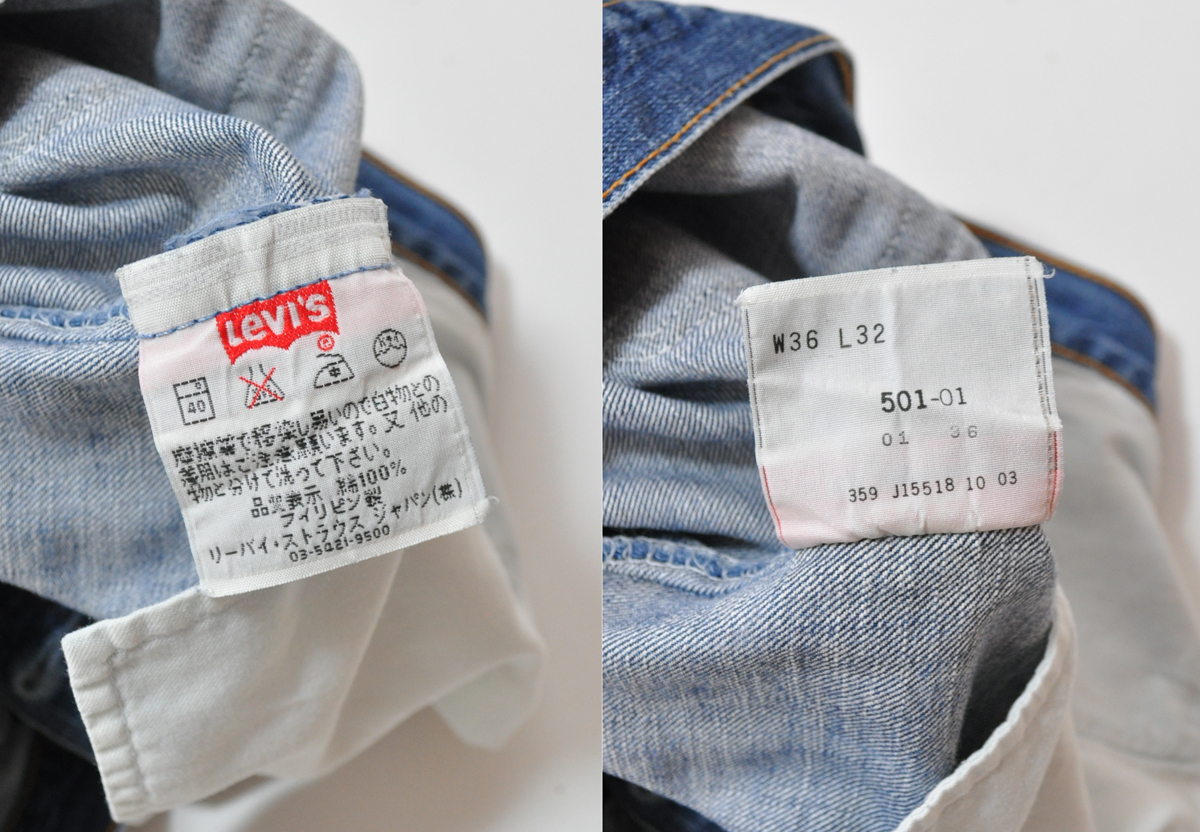 LEVI'S
®
40
で移染し易いので白物との
着用はご注意願います。又 他の
物と分けて洗って下さい。
品質表示 綿100%
フィリピン製
リーバイ・ストラウス ジャパン(株)
03-5421-9500
W36 L32
501-01
01 36
359 J15518 10 03